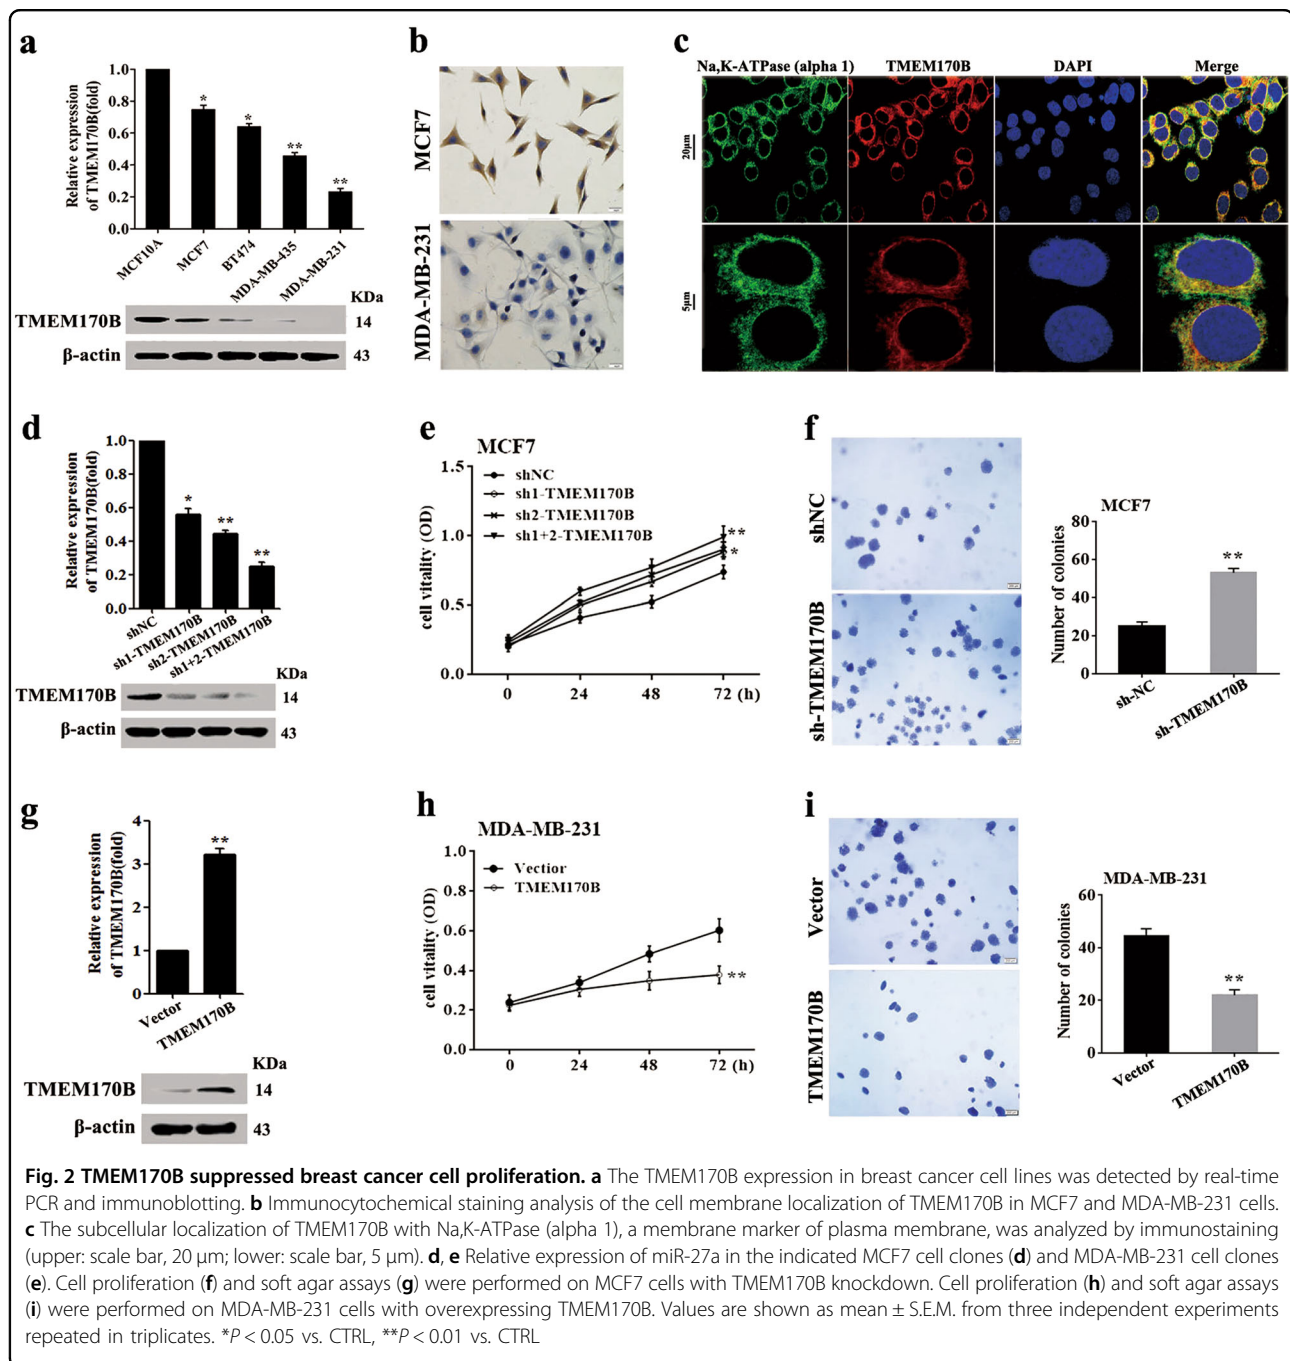 a
Relative expression
of TMEM170B(fold)
1.0
0.8
0.6
0.4
0.2
0.0
*
*
**
**
MCF10A
MCF7
BT474
MDA-MB-435
MDA-MB-231
KDa
TMEM170B
14
β-actin
43
b
MCF7
MDA-MB-231
c
Na,K-ATPase (alpha 1)
TMEM170B
DAPI
Merge
20μm
5μm
d
Relative expression
of TMEM170B(fold)
1.0
0.8
0.6
0.4
0.2
0.0
*
**
**
shNC
sh1-TMEM170B
sh2-TMEM170B
sh1+2-TMEM170B
KDa
TMEM170B
14
β-actin
43
e
MCF7
cell vitality (OD)
1.5
1.0
0.5
0.0
shNC
sh1-TMEM170B
sh2-TMEM170B
sh1+2-TMEM170B
**
*
0
24
48
72 (h)
f
shNC
sh-TMEM170B
MCF7
Number of colonies
80
60
40
20
0
**
sh-NC
sh-TMEM170B
g
Relative expression
of TMEM170B(fold)
4
3
2
1
0
**
Vector
TMEM170B
KDa
TMEM170B
14
β-actin
43
h
MDA-MB-231
cell vitality (OD)
1.0
0.8
0.6
0.4
0.2
0.0
Vectior
TMEM170B
**
0
24
48
72 (h)
i
Vector
TMEM170B
MDA-MB-231
Number of colonies
60
40
20
0
**
Vector
TMEM170B
Fig. 2 TMEM170B suppressed breast cancer cell proliferation. a The TMEM170B expression in breast cancer cell lines was detected by real-time
PCR and immunoblotting. b Immunocytochemical staining analysis of the cell membrane localization of TMEM170B in MCF7 and MDA-MB-231 cells.
c The subcellular localization of TMEM170B with Na,K-ATPase (alpha 1), a membrane marker of plasma membrane, was analyzed by immunostaining
(upper: scale bar, 20 μm; lower: scale bar, 5 μm). d, e Relative expression of miR-27a in the indicated MCF7 cell clones (d) and MDA-MB-231 cell clones
(e). Cell proliferation (f) and soft agar assays (g) were performed on MCF7 cells with TMEM170B knockdown. Cell proliferation (h) and soft agar assays
(i) were performed on MDA-MB-231 cells with overexpressing TMEM170B. Values are shown as mean ± S.E.M. from three independent experiments
repeated in triplicates. *P < 0.05 vs. CTRL, **P < 0.01 vs. CTRL